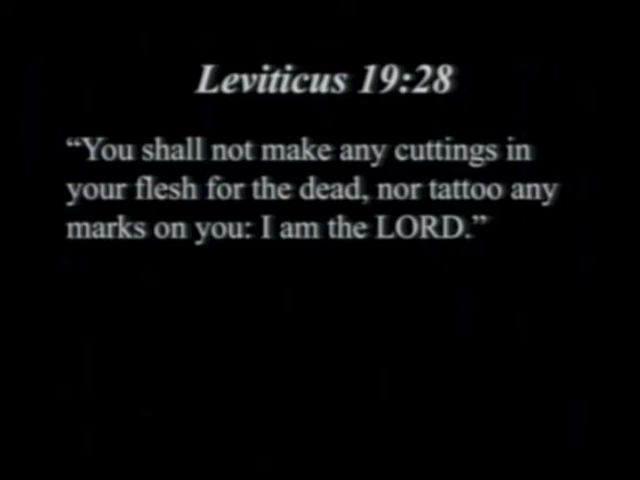 Leviticus 19:28
“You shall not make any cuttings in
your flesh for the dead, nor tattoo any
marks on you: I am the LORD.”